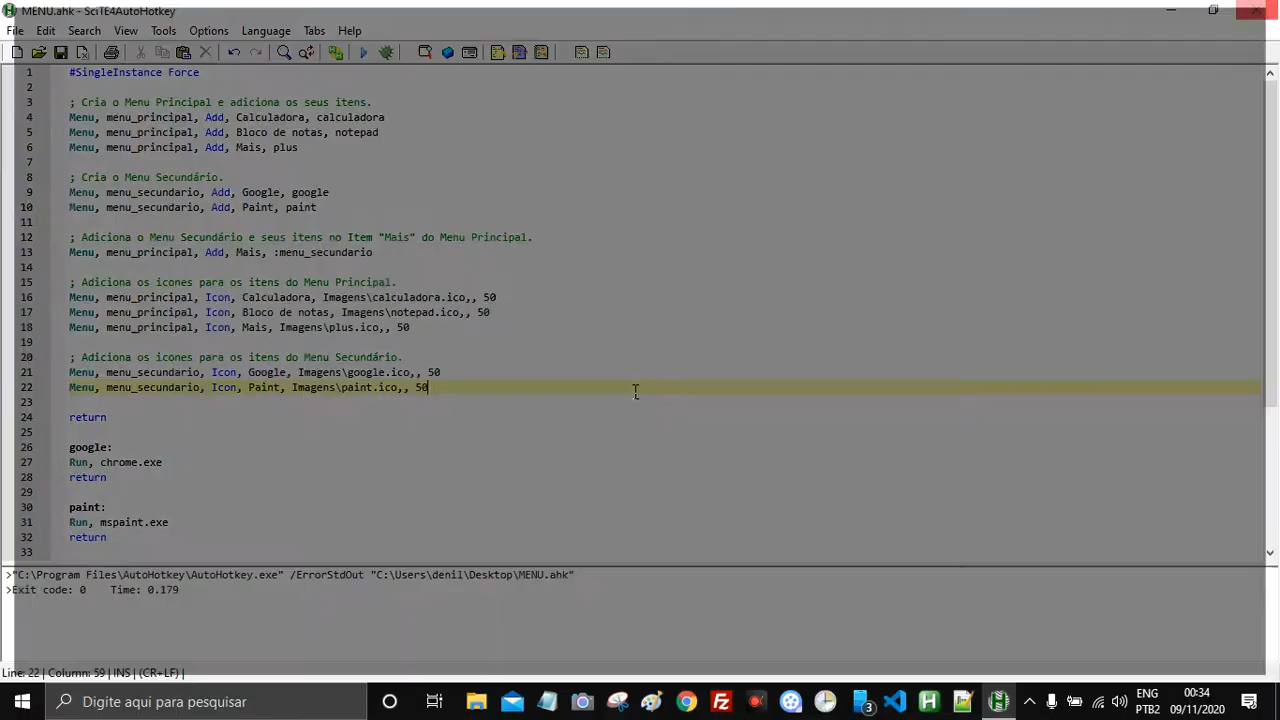 MENU.ahk - SciTE4AutoHotkey
File Edit Search View Tools Options Language Tabs Help
1 #SingleInstance Force
2
3 ; Cria o Menu Principal e adiciona os seus itens.
4 Menu, menu_principal, Add, Calculadora, calculadora
5 Menu, menu_principal, Add, Bloco de notas, notepad
6 Menu, menu_principal, Add, Mais, plus
7
8 ; Cria o Menu Secundário.
9 Menu, menu_secundario, Add, Google, google
10 Menu, menu_secundario, Add, Paint, paint
11
12 ; Adiciona o Menu Secundário e seus itens no Item "Mais" do Menu Principal.
13 Menu, menu_principal, Add, Mais, :menu_secundario
14
15 ; Adiciona os icones para os itens do Menu Principal.
16 Menu, menu_principal, Icon, Calculadora, Imagens\calculadora.ico,, 50
17 Menu, menu_principal, Icon, Bloco de notas, Imagens\notepad.ico,, 50
18 Menu, menu_principal, Icon, Mais, Imagens\plus.ico,, 50
19
20 ; Adiciona os icones para os itens do Menu Secundário.
21 Menu, menu_secundario, Icon, Google, Imagens\google.ico,, 50
22 Menu, menu_secundario, Icon, Paint, Imagens\paint.ico,, 50
23
24 return
25
26 google:
27 Run, chrome.exe
28 return
29
30 paint:
31 Run, mspaint.exe
32 return
33
>"C:\Program Files\AutoHotkey\AutoHotkey.exe" /ErrorStdOut "C:\Users\denil\Desktop\MENU.ahk"
>Exit code: 0    Time: 0.179
Line: 22 | Column: 59 | INS | (CR+LF) |
Digite aqui para pesquisar
3
ENG
PTB2
00:34
09/11/2020